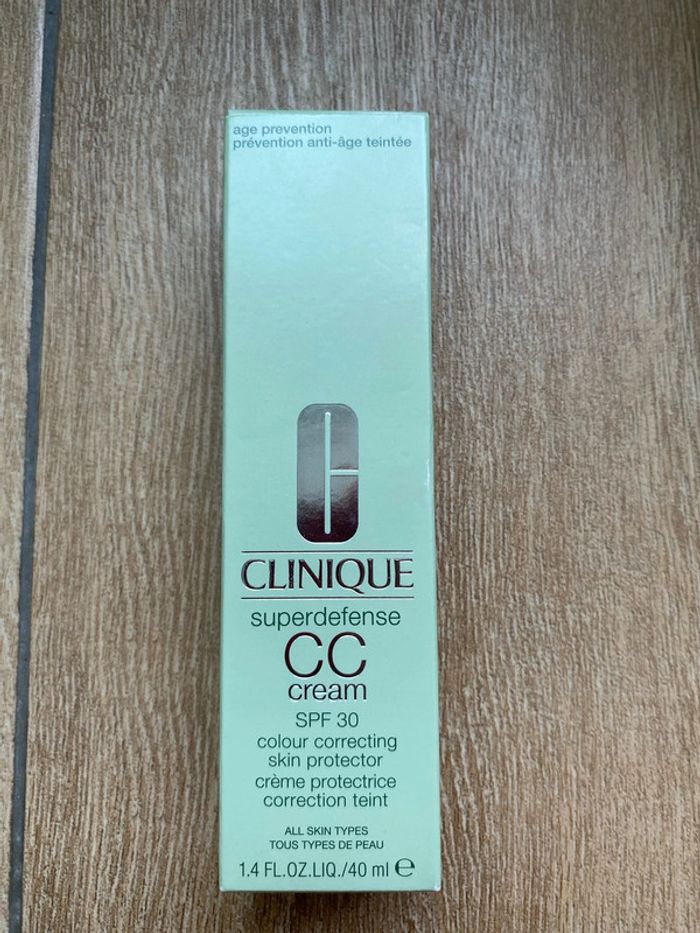 age prevention
prévention anti-âge teintée
C
CLINIQUE
superdefense
CC
cream
SPF 30
colour correcting
skin protector
crème protectrice
correction teint
ALL SKIN TYPES
TOUS TYPES DE PEAU
1.4 FL.OZ.LIQ./40 ml ℮